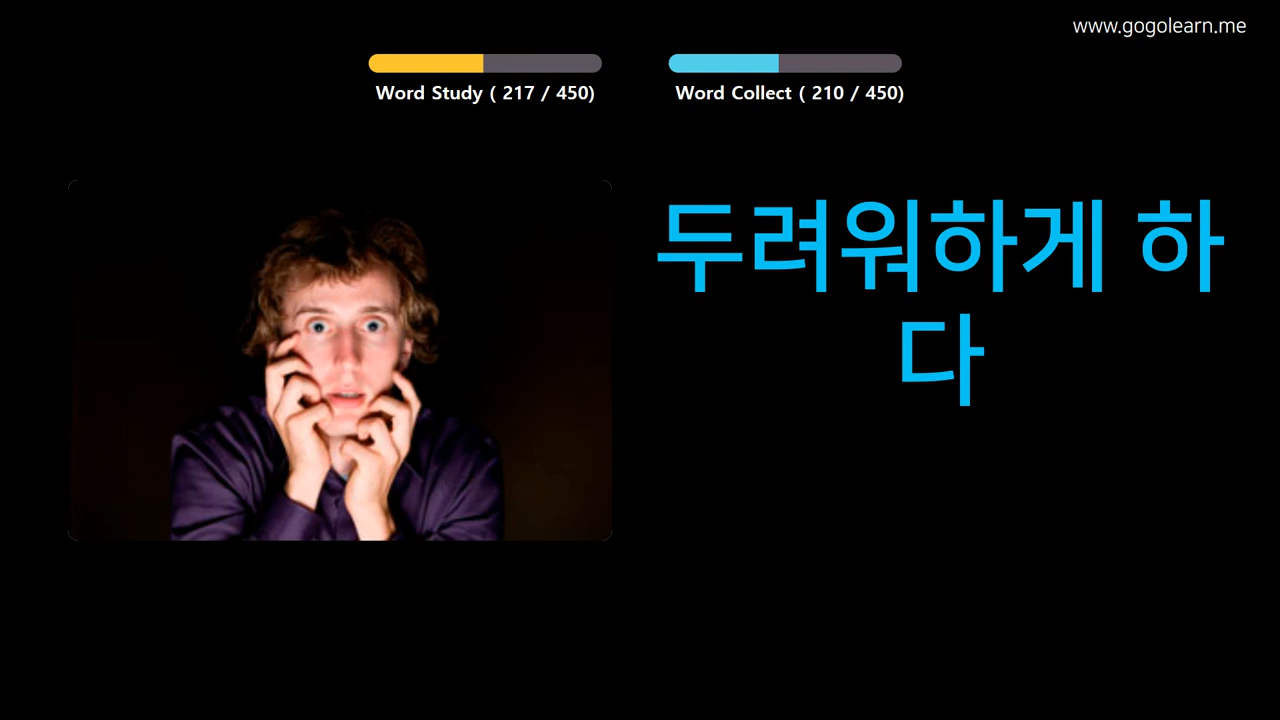 www.gogolearn.me
Word Study ( 217 / 450)
Word Collect ( 210 / 450)
두려워하게 하
다